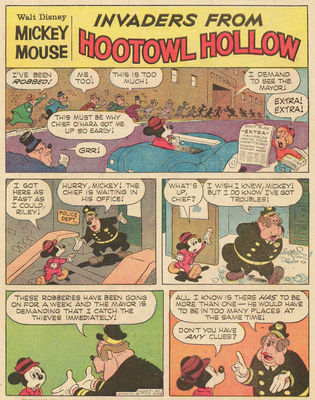 Walt Disney
MICKEY
MOUSE
INVADERS FROM
HOOTOWL HOLLOW
I'VE BEEN
ROBBED!
ME,
TOO!
THIS IS TOO
MUCH!
CITY HALL
I DEMAND
TO SEE THE
MAYOR!
EXTRA!
EXTRA!
THIS MUST BE WHY
CHIEF O'HARA GOT ME
UP SO EARLY!
GRR!
EXTRA
I GOT
HERE AS
FAST AS
I COULD,
RILEY!
HURRY, MICKEY! THE
CHIEF IS WAITING IN
HIS OFFICE!
POLICE
DEPT.
WHAT'S
UP,
CHIEF?
I WISH I KNEW, MICKEY!
BUT I DO KNOW I'VE GOT
TROUBLES!
THESE ROBBERIES HAVE BEEN GOING
ON FOR A WEEK AND THE MAYOR IS
DEMANDING THAT I CATCH THE
THIEVES IMMEDIATELY!
ALL I KNOW IS THERE HAS TO BE
MORE THAN ONE — HE WOULD HAVE
TO BE IN TOO MANY PLACES AT
THE SAME TIME!
DON'T YOU HAVE
ANY CLUES?